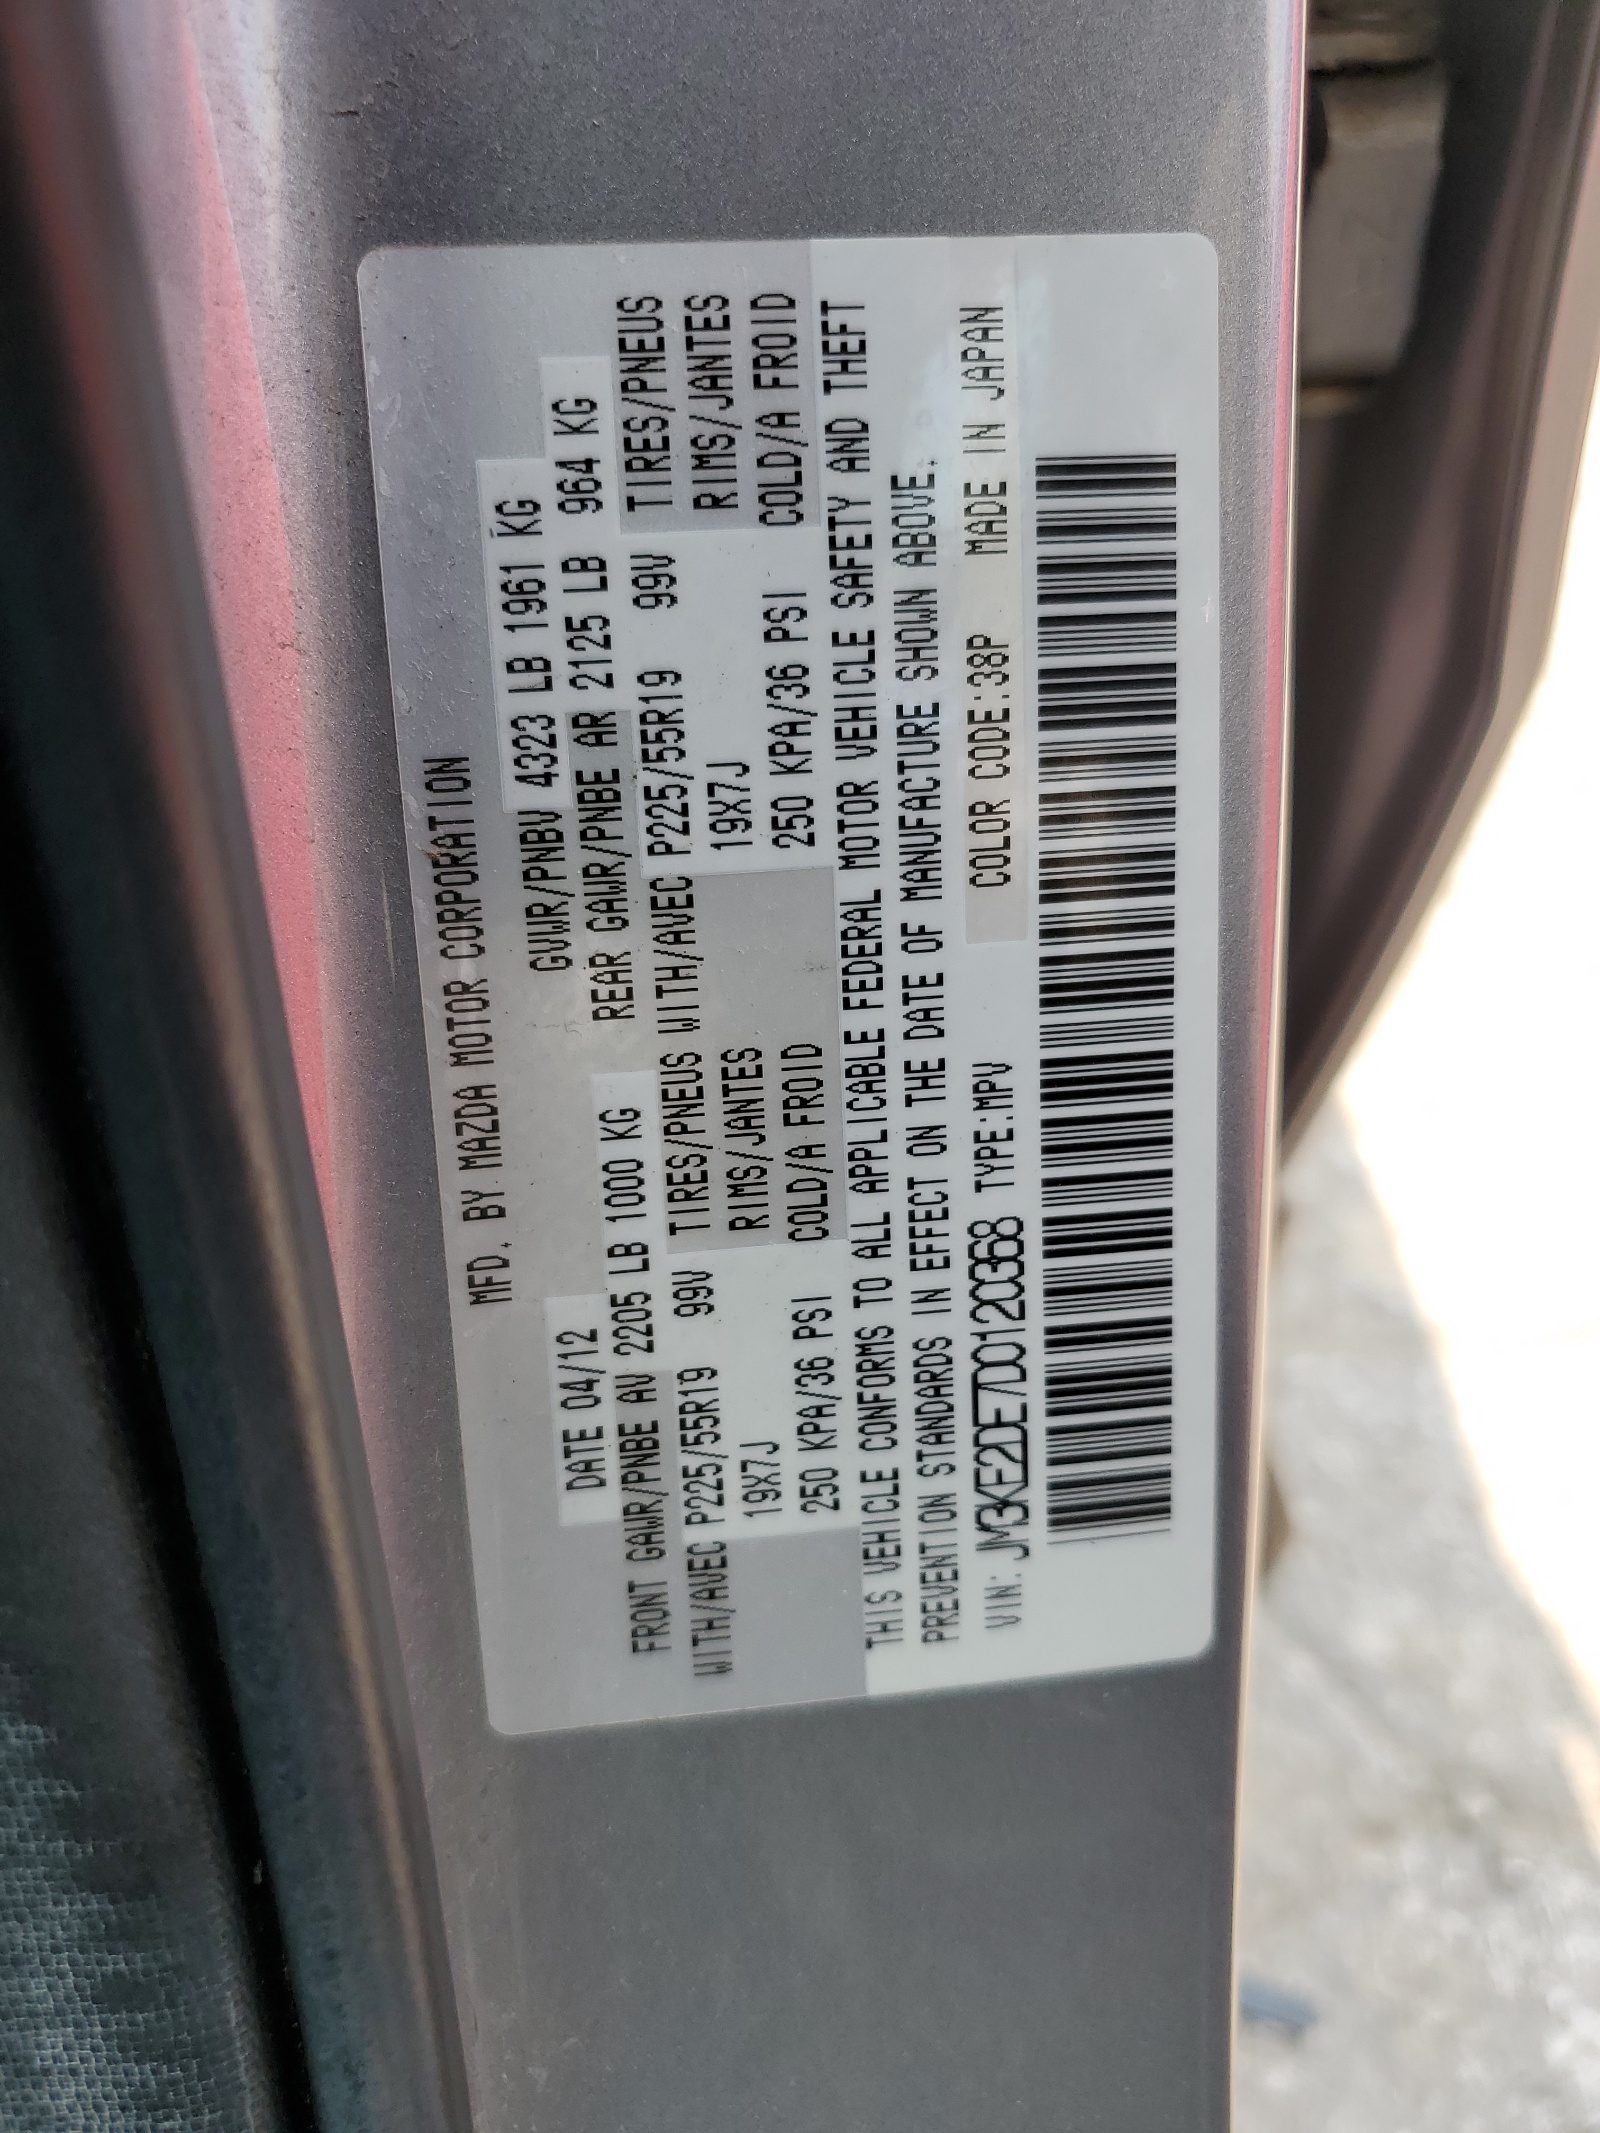 MFD. BY MAZDA MOTOR CORPORATION
DATE 04/12 GVWR/PNBV 4323 LB 1961 KG
FRONT GAWR/PNBE AV 2205 LB 1000 KG REAR GAWR/PNBE AR 2125 LB 964 KG
WITH/AVEC P225/55R19 99V TIRES/PNEUS WITH/AVEC P225/55R19 99V TIRES/PNEUS
19X7J RIMS/JANTES 19X7J RIMS/JANTES
250 KPA/36 PSI COLD/A FROID 250 KPA/36 PSI COLD/A FROID
THIS VEHICLE CONFORMS TO ALL APPLICABLE FEDERAL MOTOR VEHICLE SAFETY AND THEFT
PREVENTION STANDARDS IN EFFECT ON THE DATE OF MANUFACTURE SHOWN ABOVE.
VIN: JM3KE2DE7D0120368 TYPE:MPV COLOR CODE:38P MADE IN JAPAN